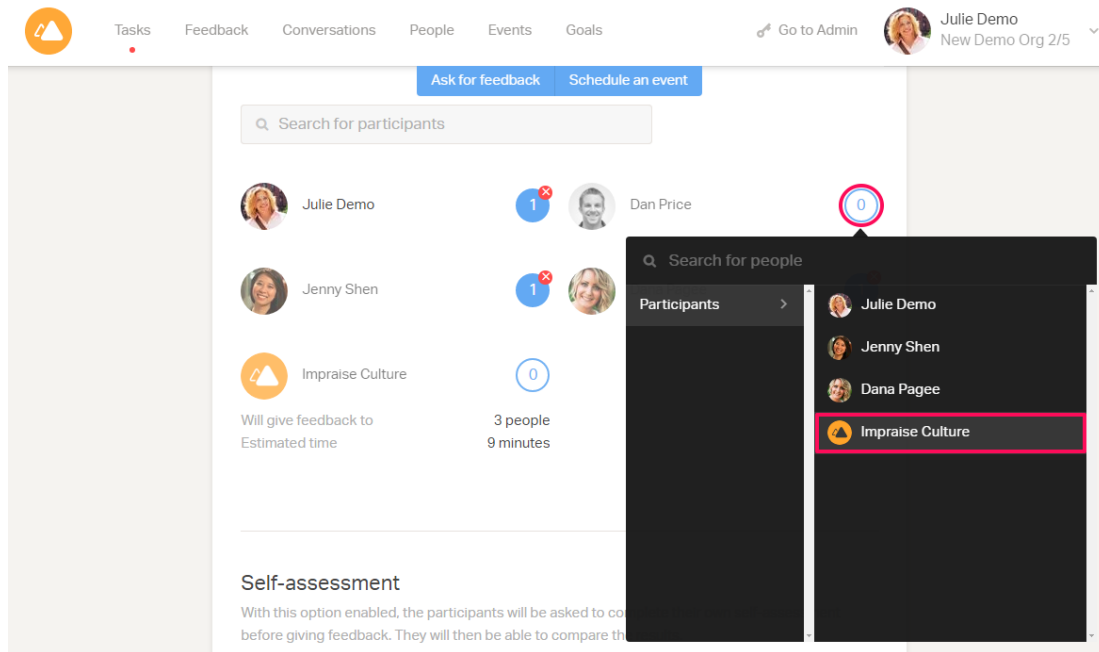 Tasks Feedback Conversations People Events Goals Go to Admin Julie Demo
New Demo Org 2/5
Ask for feedback Schedule an event
Search for participants
Julie Demo 1 Dan Price 0
Search for people
Jenny Shen 1
Participants
Julie Demo
Jenny Shen
Dana Pagee
Impraise Culture
Impraise Culture 0
Will give feedback to 3 people
Estimated time 9 minutes
Self-assessment
With this option enabled, the participants will be asked to
before giving feedback. They will then be able to compare